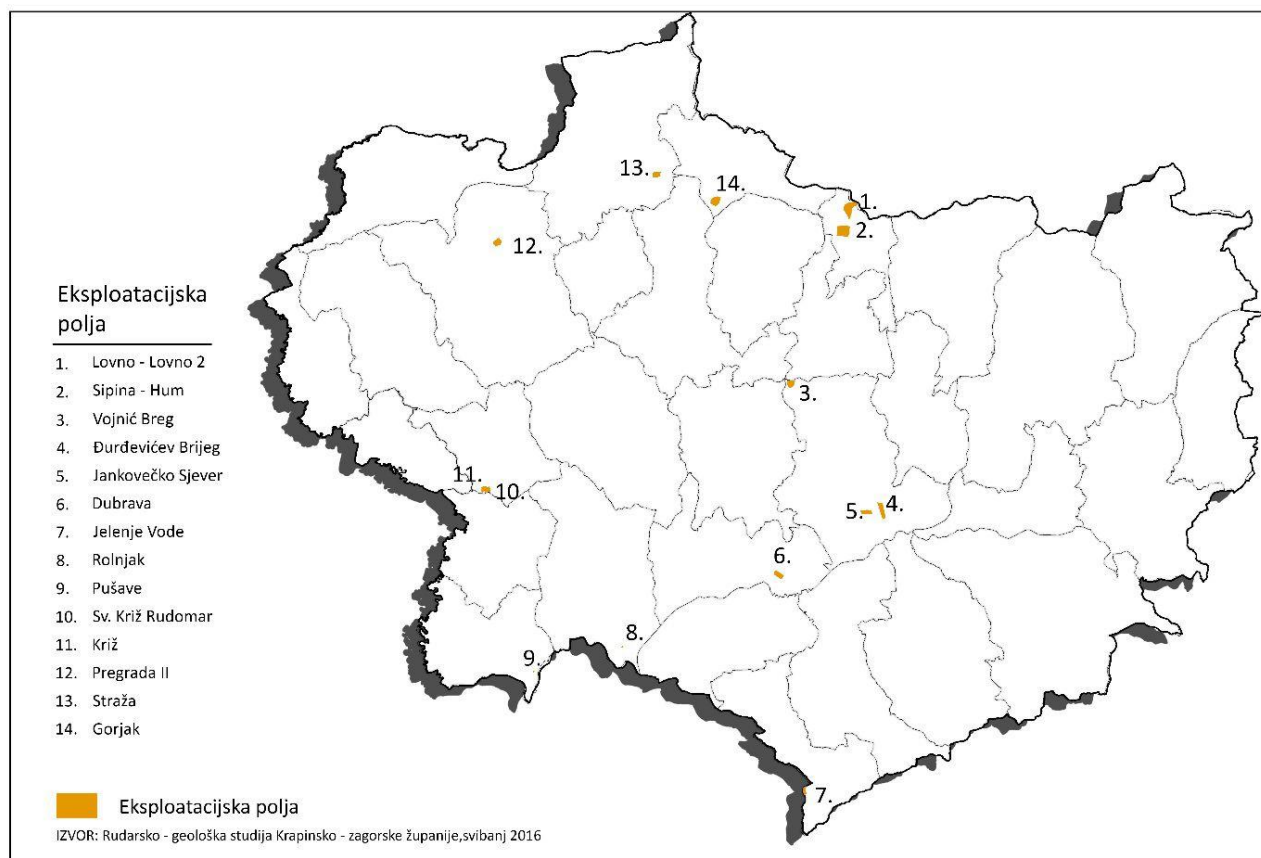 13.
14.
1.
2.
12.
Eksploatacijska
polja
1. Lovno - Lovno 2
2. Sipina - Hum
3. Vojnić Breg
4. Đurđevićev Brijeg
5. Jankovečko Sjever
6. Dubrava
7. Jelenje Vode
8. Rolnjak
9. Pušave
10. Sv. Križ Rudomar
11. Križ
12. Pregrada II
13. Straža
14. Gorjak
3.
11.
10.
5.
4.
6.
8.
9.
7.
Eksploatacijska polja
IZVOR: Rudarsko - geološka studija Krapinsko - zagorske županije,svibanj 2016